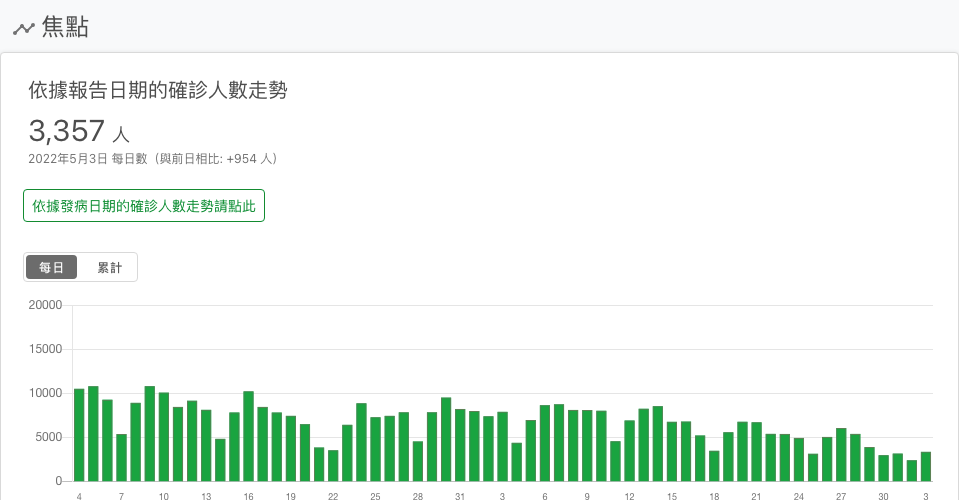 焦點
依據報告日期的確診人數走勢
3,357 人
2022年5月3日 每日數（與前日相比: +954 人）
依據發病日期的確診人數走勢請點此
每日 累計
20000
15000
10000
5000
0
4 7 10 13 16 19 22 25 28 31 3 6 9 12 15 18 21 24 27 30 3